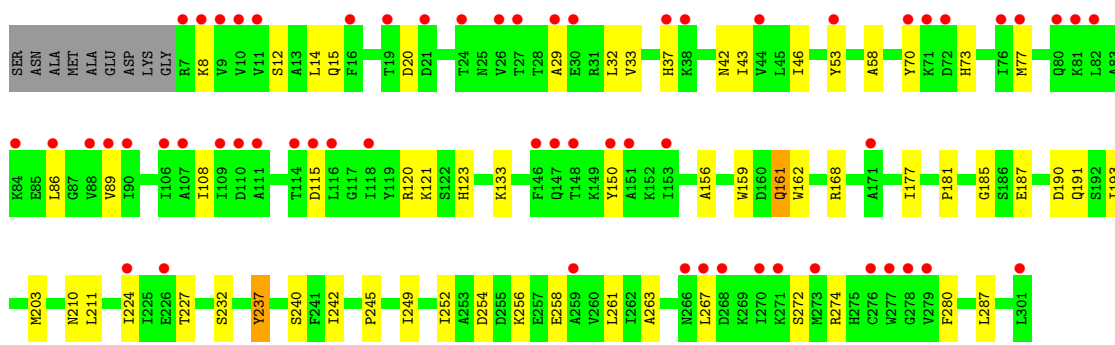 SER ASN ALA MET ALA GLU ASP LYS GLY R7 K8 V9 V10 V11 S12 A13 L14 Q15 F16 T19 D20 D21 T24 N25 V26 T27 T28 A29 E30 R31 L32 V33 H37 K38 N42 I43 V44 L45 I46 Y53 A58 Y70 K71 D72 H73 I76 M77 Q80 K81 L82 A83
K84 E85 L86 G87 V88 V89 I90 I106 A107 I108 I109 D110 A111 T114 D115 L116 G117 I118 Y119 R120 K121 S122 H123 K133 F146 Q147 T148 K149 Y150 A151 K152 I153 A156 W159 D160 Q161 W162 R168 A171 I177 P181 G185 S186 E187 D190 Q191 S192 I193
M203 N210 L211 I224 I225 E226 T227 S232 Y237 S240 F241 I242 P245 I249 I252 A253 D254 D255 K256 E257 E258 A259 V260 L261 I262 A263 N266 L267 D268 K269 I270 K271 S272 M273 R274 H275 C276 W277 G278 V279 F280 L287 L301